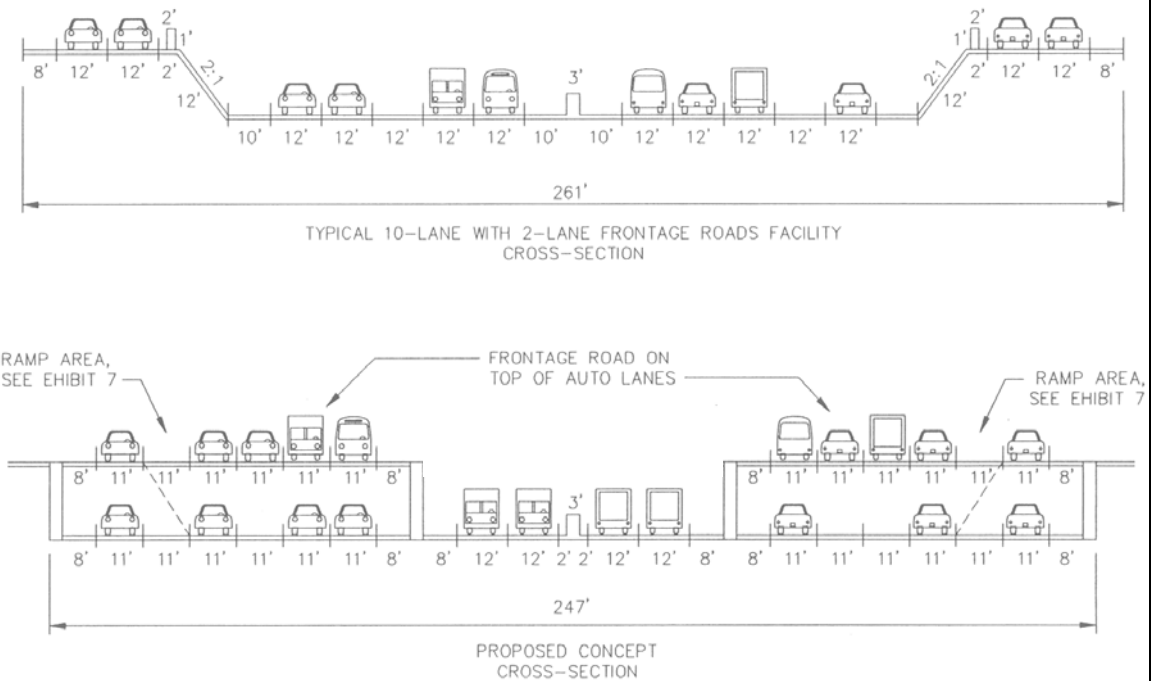 2' 2'
1' 1'
8' 12' 12' 2' 2:1 2:1 2' 12' 12' 8'
3'
12' 12'
10' 12' 12' 12' 12' 12' 10' 10' 12' 12' 12' 12' 12'
261'
TYPICAL 10-LANE WITH 2-LANE FRONTAGE ROADS FACILITY
CROSS-SECTION
RAMP AREA,
SEE EHIBIT 7
FRONTAGE ROAD ON
TOP OF AUTO LANES
RAMP AREA,
SEE EHIBIT 7
8' 11' 11' 11' 11' 11' 11' 8' 8' 11' 11' 11' 11' 11' 11' 8'
3'
8' 11' 11' 11' 11' 11' 11' 8' 8' 12' 12' 2' 2' 12' 12' 8' 8' 11' 11' 11' 11' 11' 11' 8'
247'
PROPOSED CONCEPT
CROSS-SECTION